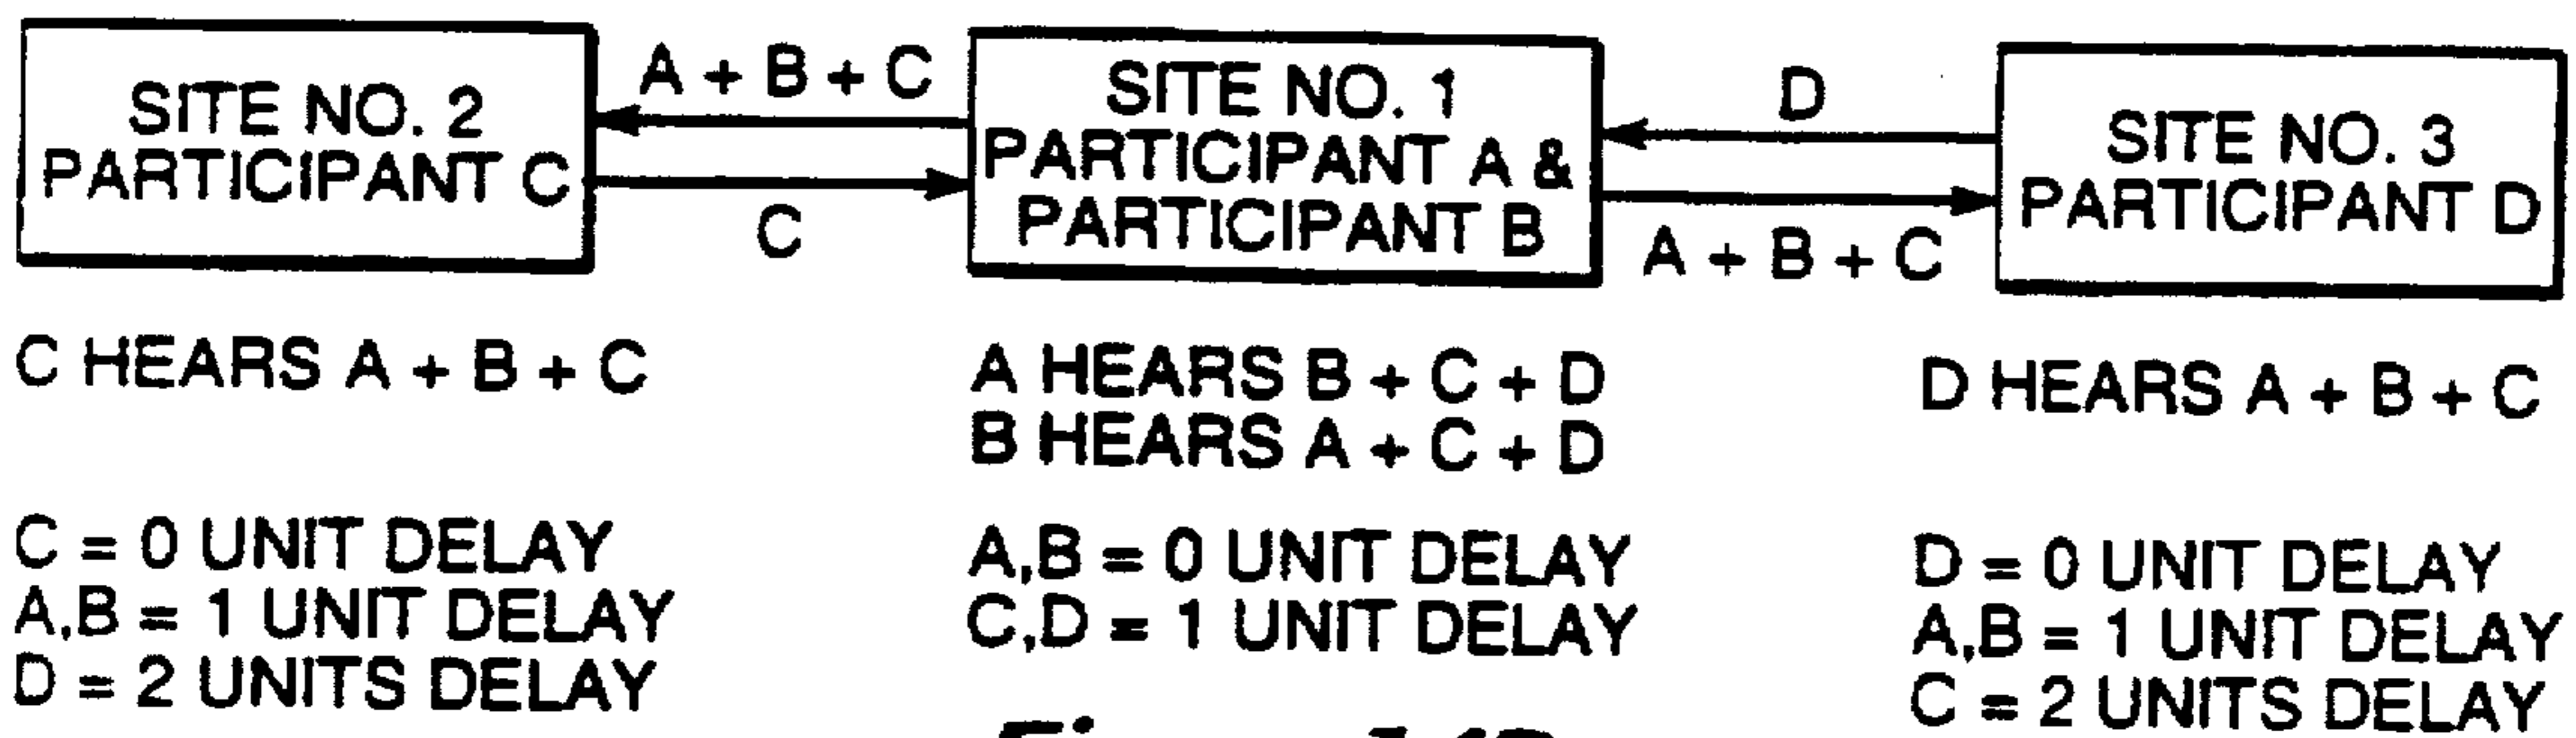 SITE NO. 2
PARTICIPANT C
A + B + C
C
SITE NO. 1
PARTICIPANT A &
PARTICIPANT B
D
A + B + C
SITE NO. 3
PARTICIPANT D
C HEARS A + B + C
A HEARS B + C + D
B HEARS A + C + D
D HEARS A + B + C
C = 0 UNIT DELAY
A,B = 1 UNIT DELAY
D = 2 UNITS DELAY
A,B = 0 UNIT DELAY
C,D = 1 UNIT DELAY
D = 0 UNIT DELAY
A,B = 1 UNIT DELAY
C = 2 UNITS DELAY